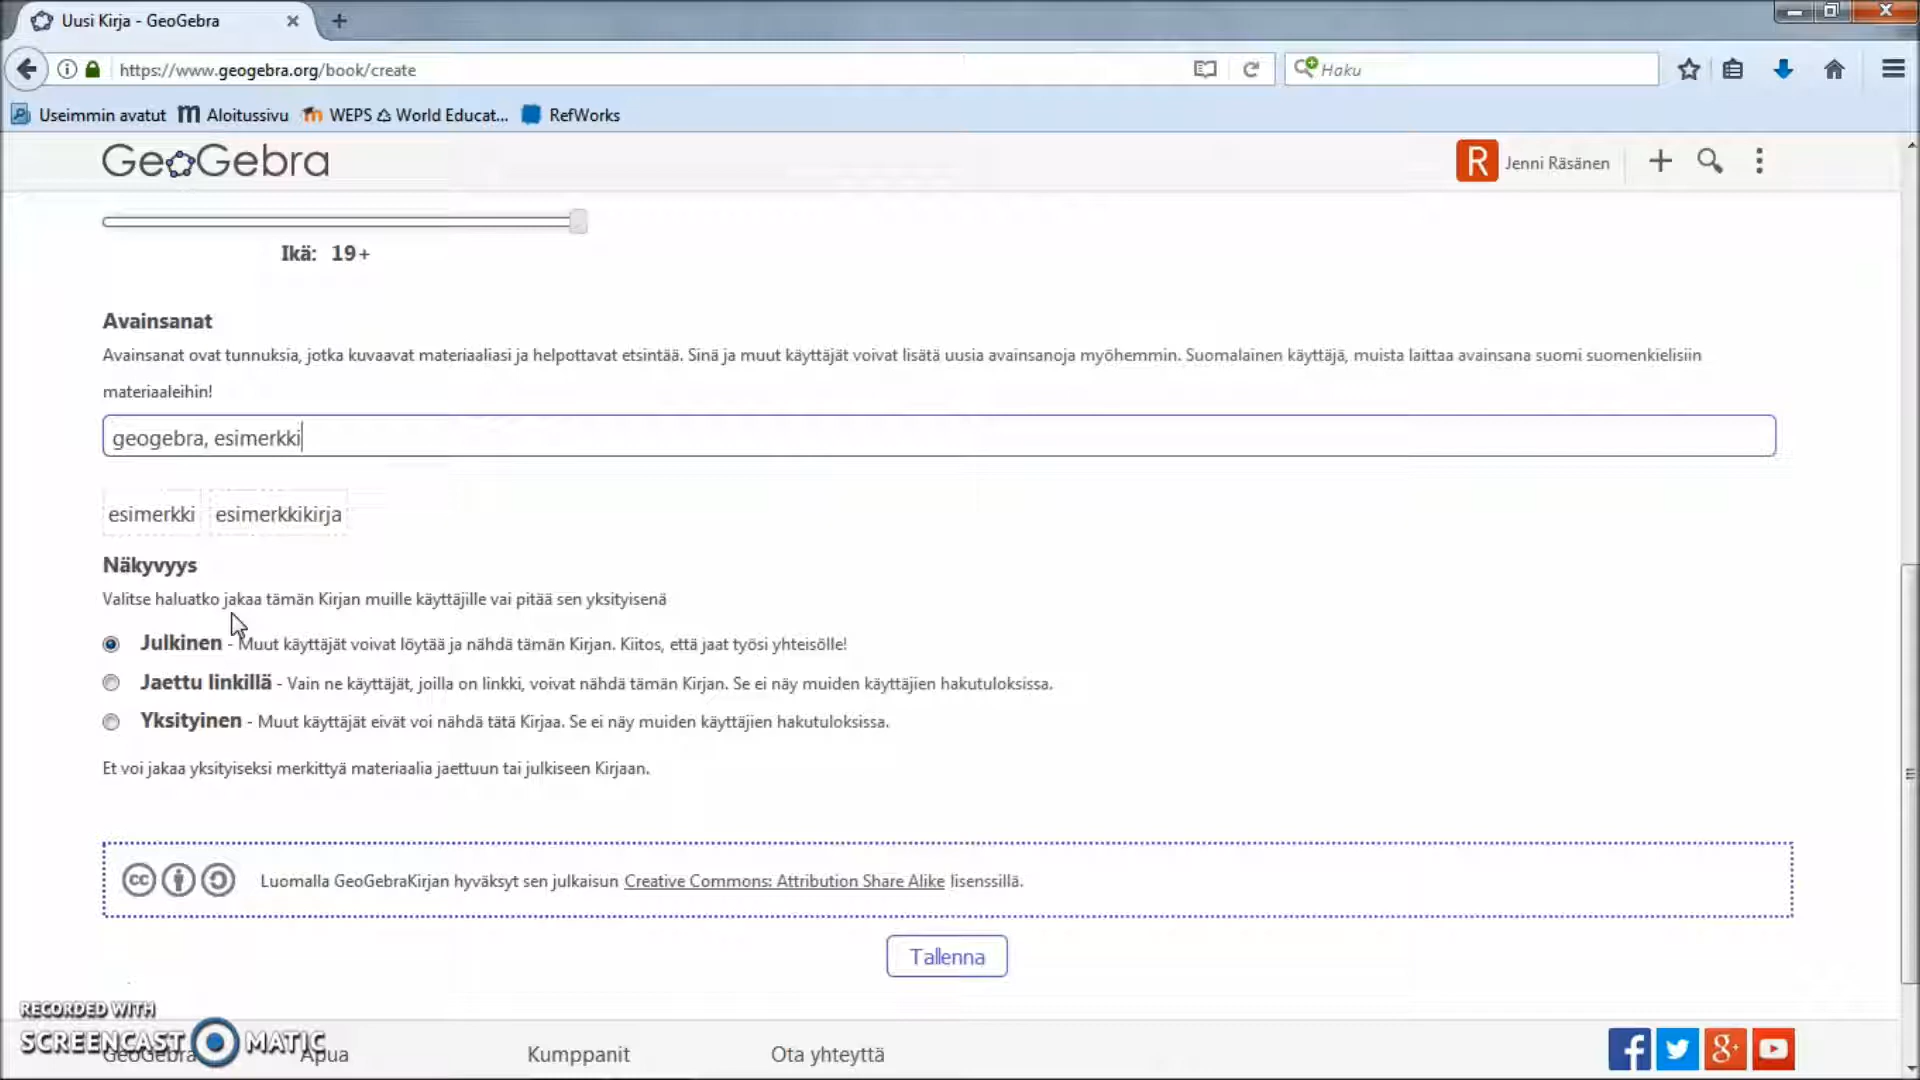 Uusi Kirja - GeoGebra
https://www.geogebra.org/book/create
Haku
Useimmin avatut
Aloitussivu
WEPS △ World Educat...
RefWorks
GeoGebra
R
Jenni Räsänen
Ikä: 19+
Avainsanat
Avainsanat ovat tunnuksia, jotka kuvaavat materiaaliasi ja helpottavat etsintää. Sinä ja muut käyttäjät voivat lisätä uusia avainsanoja myöhemmin. Suomalainen käyttäjä, muista laittaa avainsana suomi suomenkielisiin
materiaaleihin!
geogebra, esimerkki
esimerkki
esimerkkikirja
Näkyvyys
Valitse haluatko jakaa tämän Kirjan muille käyttäjille vai pitää sen yksityisenä
Julkinen - Muut käyttäjät voivat löytää ja nähdä tämän Kirjan. Kiitos, että jaat työsi yhteisölle!
Jaettu linkillä - Vain ne käyttäjät, joilla on linkki, voivat nähdä tämän Kirjan. Se ei näy muiden käyttäjien hakutuloksissa.
Yksityinen - Muut käyttäjät eivät voi nähdä tätä Kirjaa. Se ei näy muiden käyttäjien hakutuloksissa.
Et voi jakaa yksityiseksi merkittyä materiaalia jaettuun tai julkiseen Kirjaan.
cc
Luomalla GeoGebraKirjan hyväksyt sen julkaisun Creative Commons: Attribution Share Alike lisenssillä.
Tallenna
RECORDED WITH
SCREENCAST MATIC
GeoGebra
Apua
Kumppanit
Ota yhteyttä